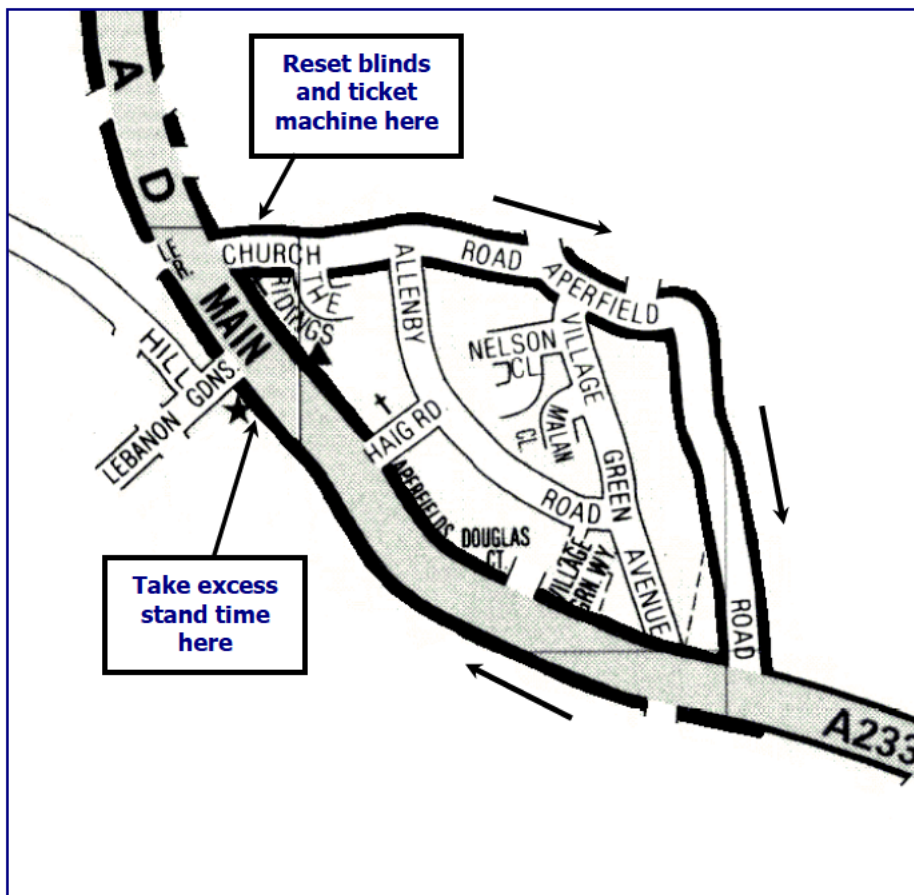 Reset blinds
and ticket
machine here
A
D
LE
R.
MAIN
CHURCH
ROAD
THE
RIDINGS
ALLENBY
ROAD
APERFIELD
ROAD
NELSON
CL.
MALAN
CL.
VILLAGE
GREEN
AVENUE
HILL
LEBANON GDNS.
HAIG RD.
APERFIELDS
DOUGLAS
CT.
VILLAGE
GRN. WY.
Take excess
stand time
here
A233